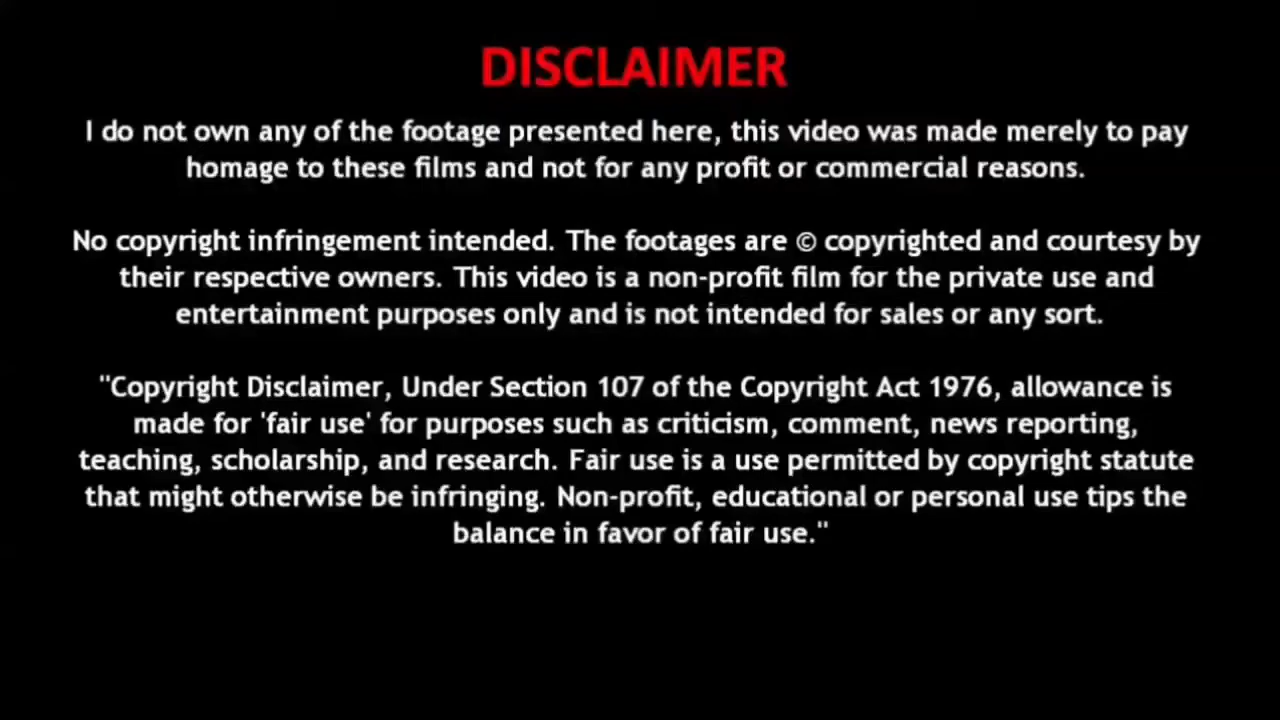 DISCLAIMER
I do not own any of the footage presented here, this video was made merely to pay
homage to these films and not for any profit or commercial reasons.
No copyright infringement intended. The footages are © copyrighted and courtesy by
their respective owners. This video is a non-profit film for the private use and
entertainment purposes only and is not intended for sales or any sort.
"Copyright Disclaimer, Under Section 107 of the Copyright Act 1976, allowance is
made for 'fair use' for purposes such as criticism, comment, news reporting,
teaching, scholarship, and research. Fair use is a use permitted by copyright statute
that might otherwise be infringing. Non-profit, educational or personal use tips the
balance in favor of fair use."